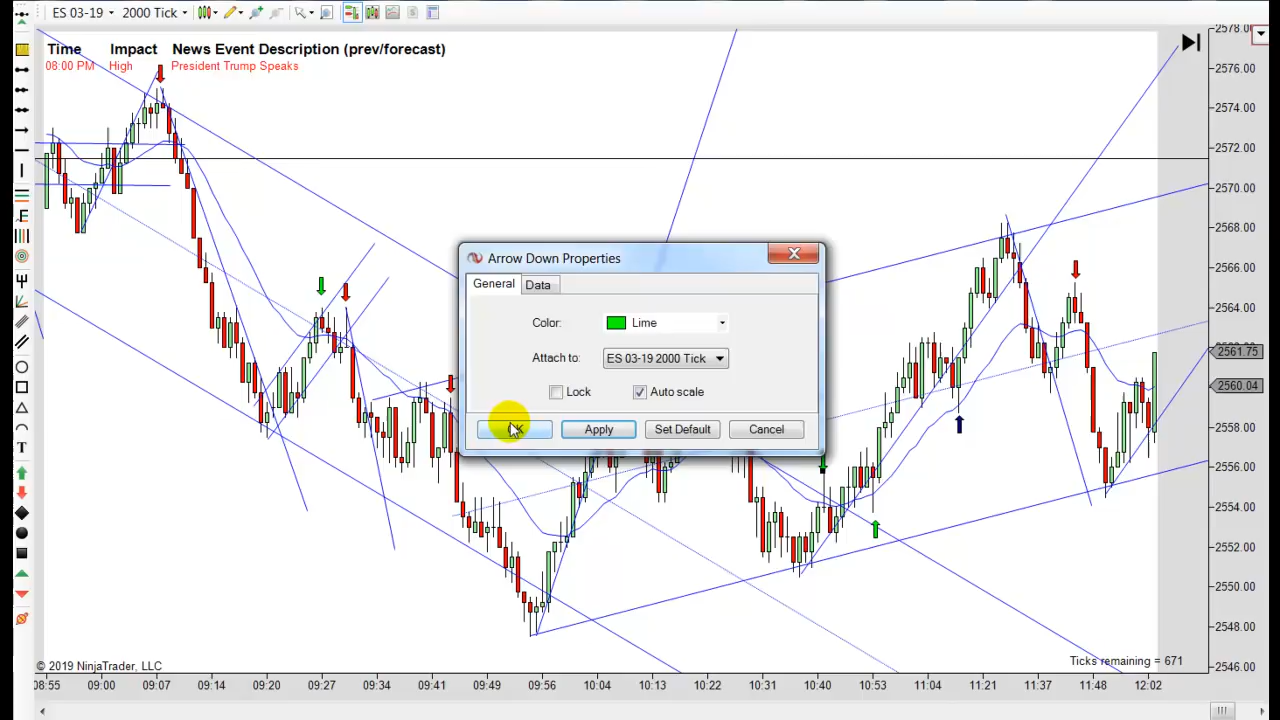 ES 03-19 2000 Tick
Time Impact News Event Description (prev/forecast)
08:00 PM High President Trump Speaks
2578.00
2576.00
2574.00
2572.00
2570.00
2568.00
2566.00
2564.00
2561.75
2560.04
2558.00
2556.00
2554.00
2552.00
2550.00
2548.00
2546.00
Arrow Down Properties
General Data
Color: Lime
Attach to: ES 03-19 2000 Tick
Lock Auto scale
Apply Set Default Cancel
F
T
© 2019 NinjaTrader, LLC
Ticks remaining = 671
08:55 09:00 09:07 09:14 09:20 09:27 09:34 09:41 09:49 09:56 10:04 10:13 10:22 10:31 10:40 10:53 11:04 11:21 11:37 11:48 12:02